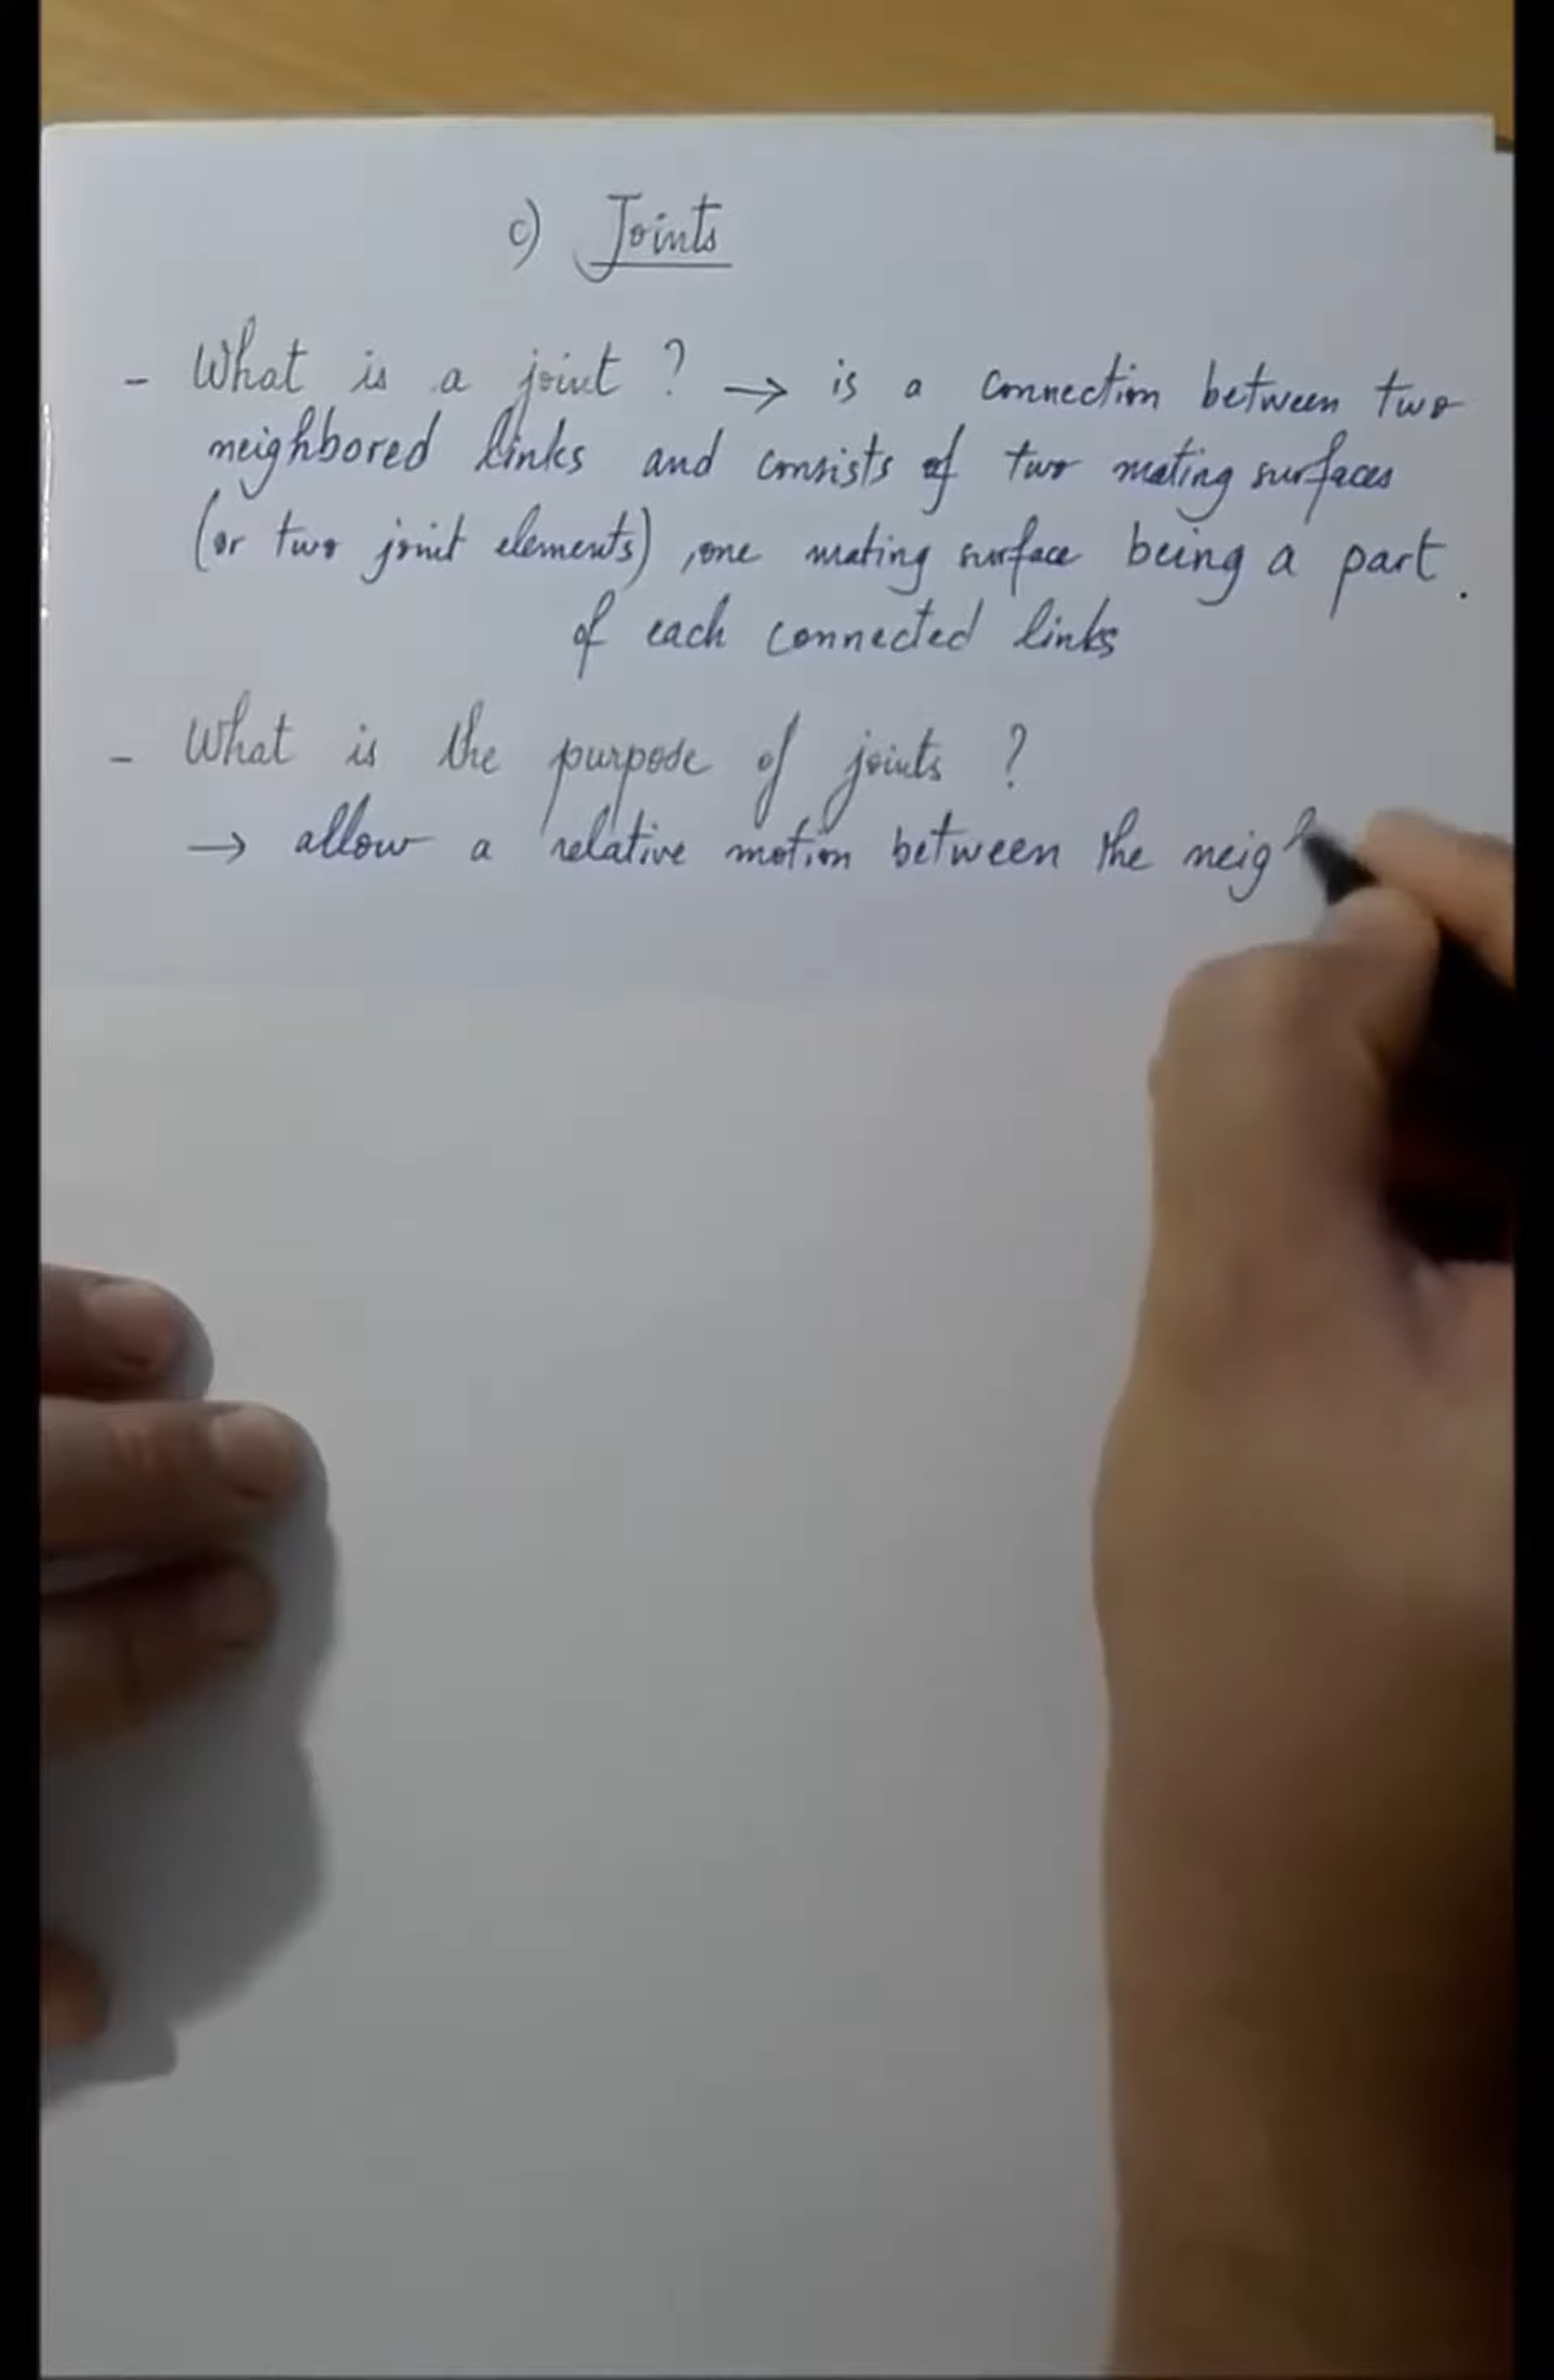 c) Joints
- What is a joint ? → is a connection between two
neighbored links and consists of two mating surfaces
(or two joint elements) , one mating surface being a part .
of each connected links
- What is the purpose of joints ?
→ allow a relative motion between the neigh